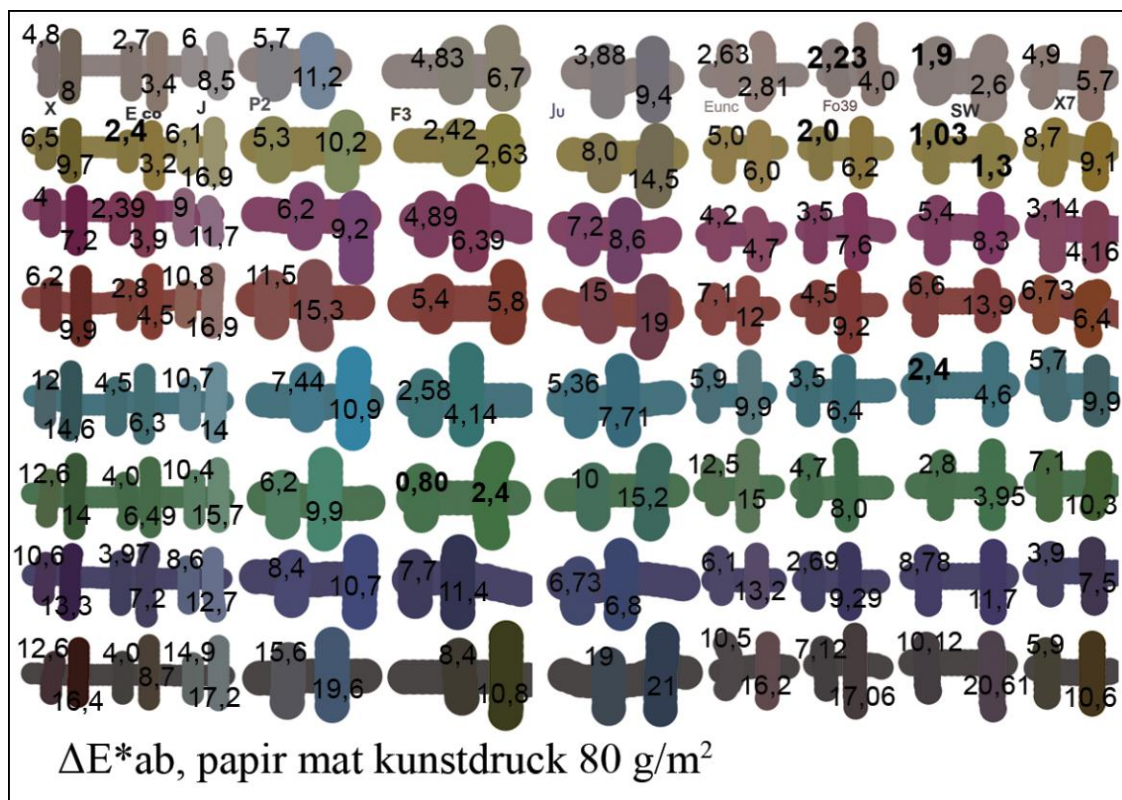 4,8 2,7 6 5,7 4,83 3,88 2,63 2,23 1,9 4,9
8 3,4 8,5 11,2 6,7 9,4 2,81 4,0 2,6 5,7
X E co J P2 F3 Ju Eunc Fo39 SW X7
6,5 2,4 6,1 5,3 2,42 8,0 5,0 2,0 1,03 8,7
9,7 3,2 16,9 10,2 2,63 14,5 6,0 6,2 1,3 9,1
4 2,39 9 6,2 4,89 7,2 4,2 3,5 5,4 3,14
7,2 3,9 11,7 9,2 6,39 8,6 4,7 7,6 8,3 4,16
6,2 2,8 10,8 11,5 5,4 15 7,1 4,5 6,6 6,73
9,9 4,5 16,9 15,3 5,8 19 12 9,2 13,9 6,4
12 4,5 10,7 7,44 2,58 5,36 5,9 3,5 2,4 5,7
14,6 6,3 14 10,9 4,14 7,71 9,9 6,4 4,6 9,9
12,6 4,0 10,4 6,2 0,80 10 12,5 4,7 2,8 7,1
14 6,49 15,7 9,9 2,4 15,2 15 8,0 3,95 10,3
10,6 3,97 8,6 8,4 7,7 6,73 6,1 2,69 8,78 3,9
13,3 7,2 12,7 10,7 11,4 6,8 13,2 9,29 11,7 7,5
12,6 4,0 14,9 15,6 8,4 19 10,5 7,12 10,12 5,9
16,4 8,7 17,2 19,6 10,8 21 16,2 17,06 20,61 10,6
ΔE*ab, papir mat kunstdruck 80 g/m²